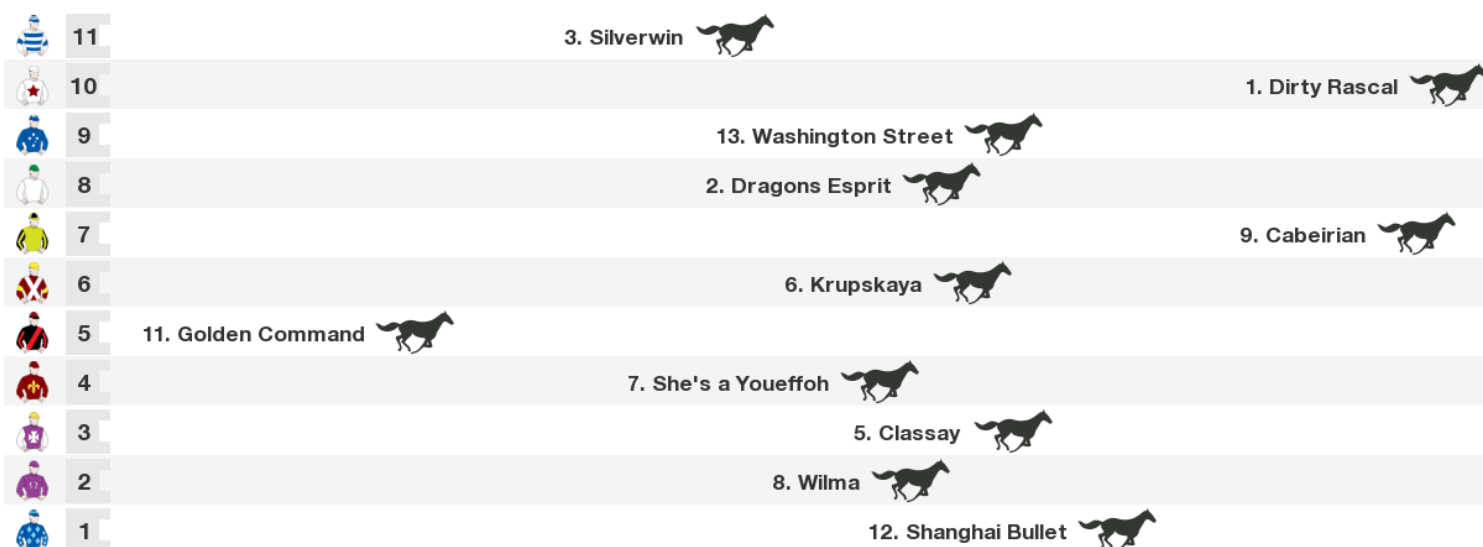 11 3. Silverwin
10 1. Dirty Rascal
9 13. Washington Street
8 2. Dragons Esprit
7 9. Cabeirian
6 6. Krupskaya
5 11. Golden Command
4 7. She's a Youeffoh
3 5. Classay
2 8. Wilma
1 12. Shanghai Bullet